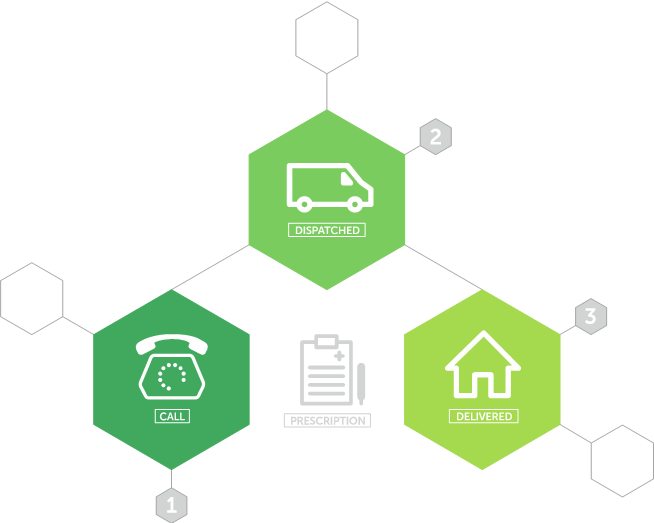 2
DISPATCHED
3
CALL
PRESCRIPTION
DELIVERED
1